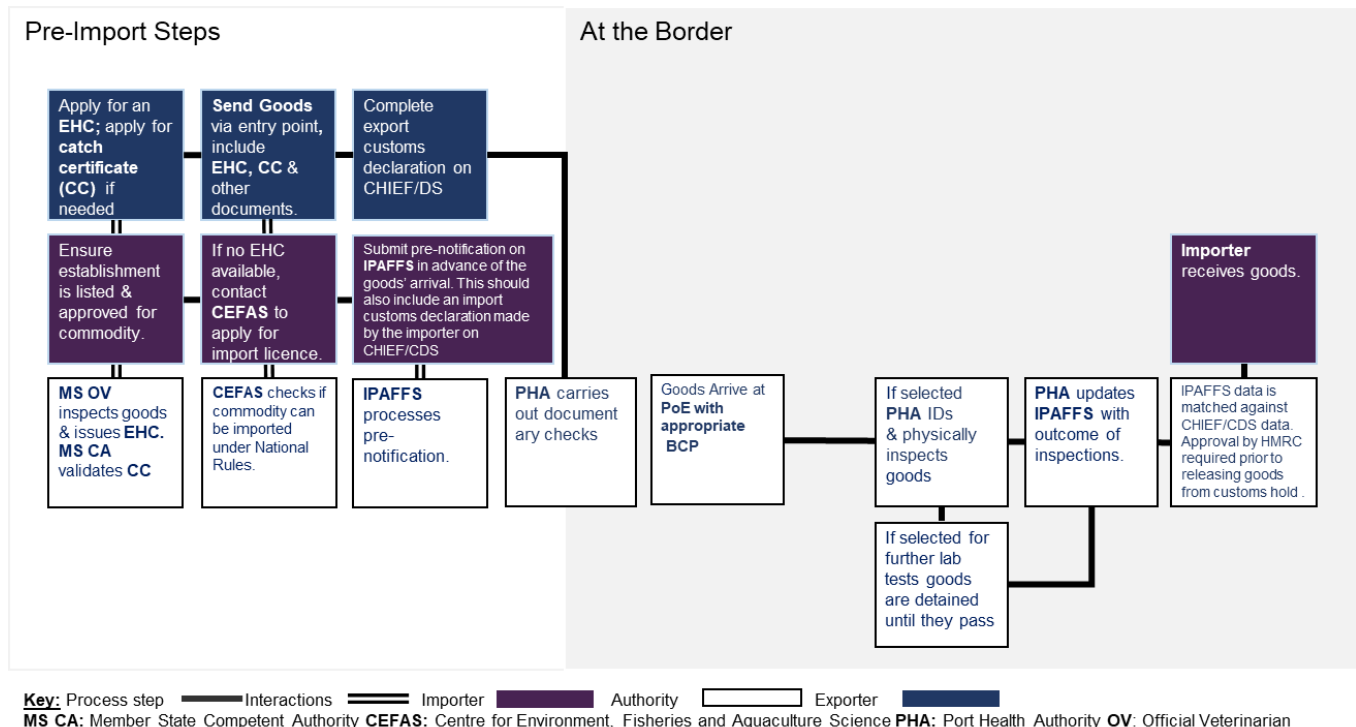 Pre-Import Steps
At the Border
Apply for an
EHC; apply for
catch
certificate
(CC) if
needed
Send Goods
via entry point,
include
EHC, CC &
other
documents.
Complete
export
customs
declaration on
CHIEF/DS
Ensure
establishment
is listed &
approved for
commodity.
If no EHC
available,
contact
CEFAS to
apply for
import licence.
Submit pre-notification on
IPAFFS in advance of the
goods' arrival. This should
also include an import
customs declaration made
by the importer on
CHIEF/CDS
Importer
receives goods.
MS OV
inspects goods
& issues EHC.
MS CA
validates CC
CEFAS checks if
commodity can
be imported
under National
Rules.
IPAFFS
processes
pre-
notification.
PHA carries
out document
ary checks
Goods Arrive at
PoE with
appropriate
BCP
If selected
PHA IDs
& physically
inspects
goods
PHA updates
IPAFFS with
outcome of
inspections.
IPAFFS data is
matched against
CHIEF/CDS data.
Approval by HMRC
required prior to
releasing goods
from customs hold .
If selected for
further lab
tests goods
are detained
until they pass
Key: Process step Interactions Importer Authority Exporter
MS CA: Member State Competent Authority CEFAS: Centre for Environment, Fisheries and Aquaculture Science PHA: Port Health Authority OV: Official Veterinarian